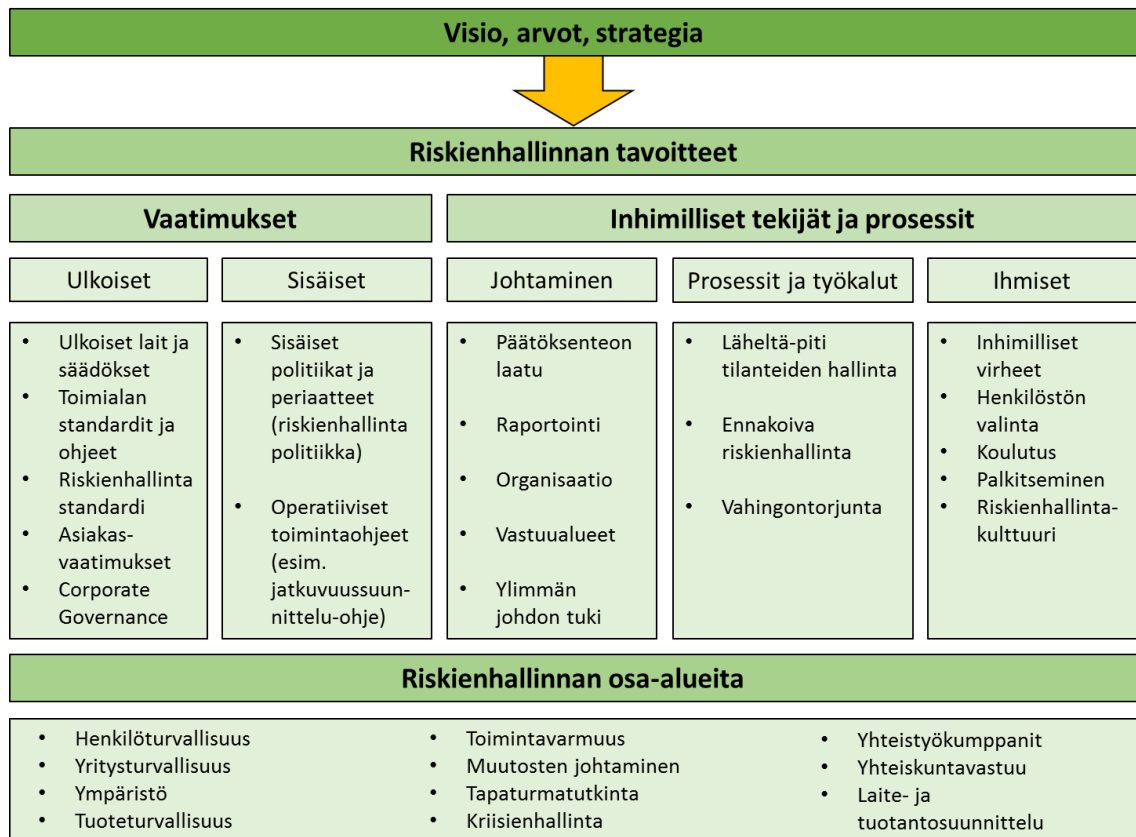 Visio, arvot, strategia
Riskienhallinnan tavoitteet
Vaatimukset
Inhimilliset tekijät ja prosessit
Ulkoiset
Sisäiset
Johtaminen
Prosessit ja työkalut
Ihmiset
• Ulkoiset lait ja
säädökset
• Toimialan
standardit ja
ohjeet
• Riskienhallinta
standardi
• Asiakas-
vaatimukset
• Corporate
Governance
• Sisäiset
politiikat ja
periaatteet
(riskienhallinta
politiikka)
• Operatiiviset
toimintaohjeet
(esim.
jatkuvuussuun-
nittelu-ohje)
• Päätöksenteon
laatu
• Raportointi
• Organisaatio
• Vastuualueet
• Ylimmän
johdon tuki
• Läheltä-piti
tilanteiden hallinta
• Ennakoiva
riskienhallinta
• Vahingontorjunta
• Inhimilliset
virheet
• Henkilöstön
valinta
• Koulutus
• Palkitseminen
• Riskienhallinta-
kulttuuri
Riskienhallinnan osa-alueita
• Henkilöturvallisuus
• Yritysturvallisuus
• Ympäristö
• Tuoteturvallisuus
• Toimintavarmuus
• Muutosten johtaminen
• Tapaturmatutkinta
• Kriisienhallinta
• Yhteistyökumppanit
• Yhteiskuntavastuu
• Laite- ja
tuotantosuunnittelu